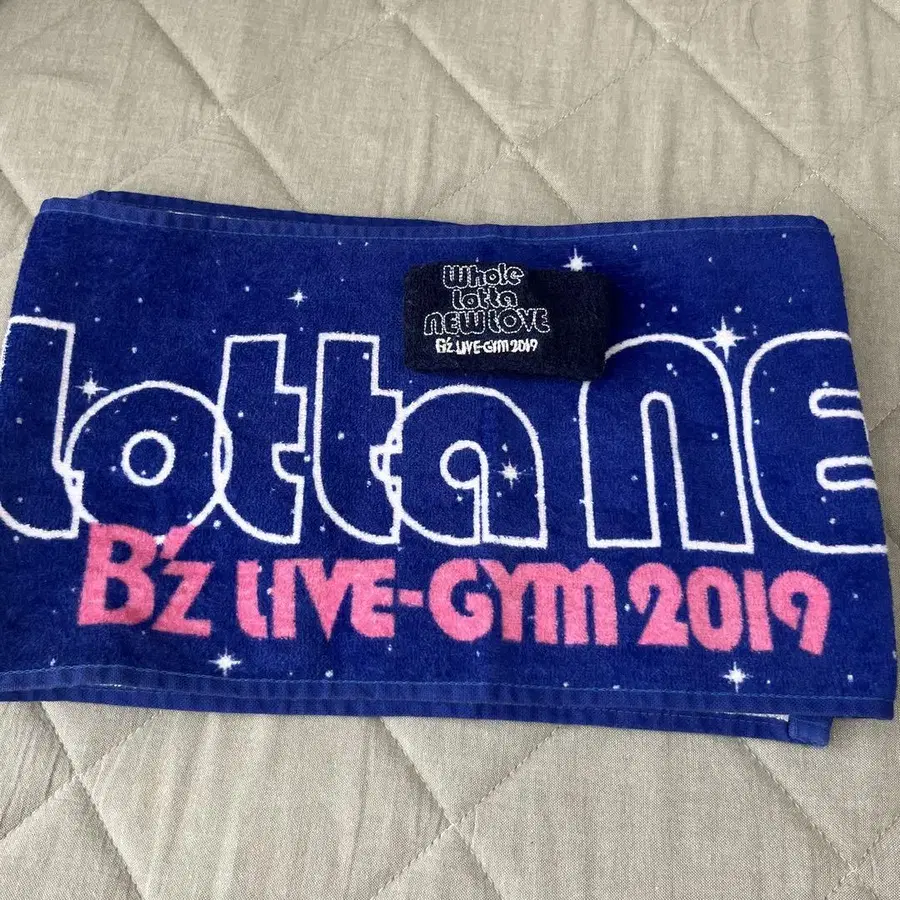 Whole
lotta
NEW LOVE
B'z LIVE-GYM 2019
lotta NE
B'z LIVE-GYM 2019